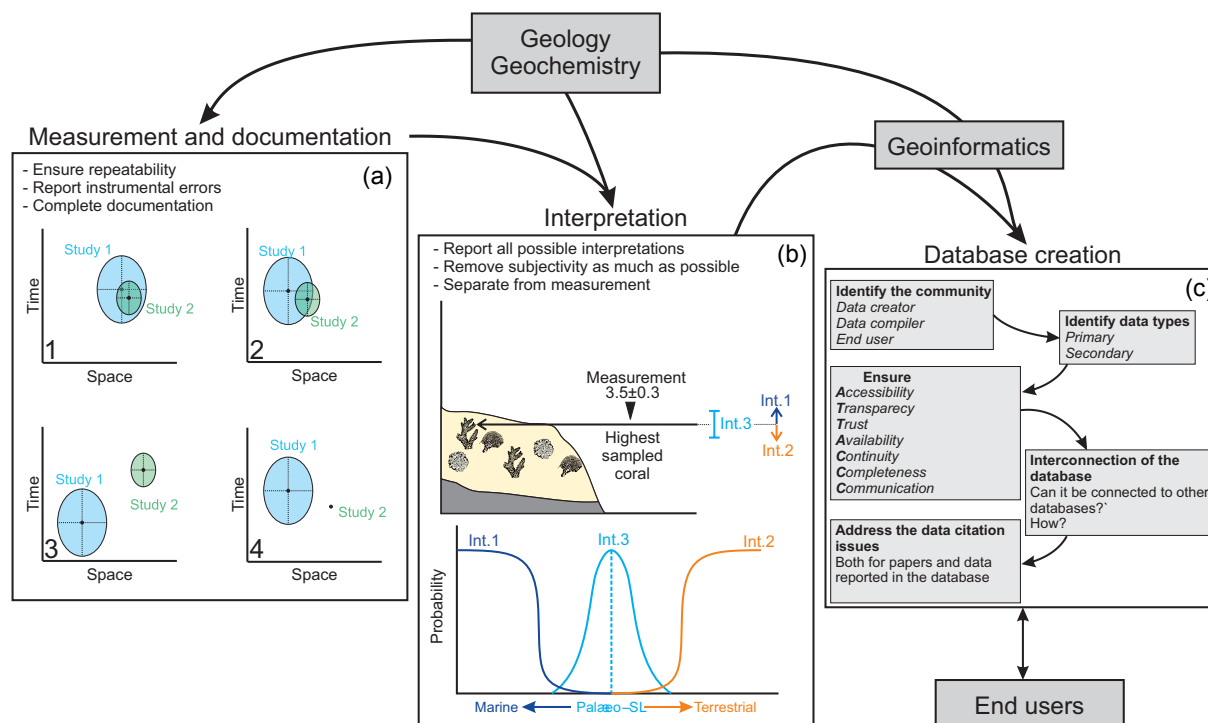 Geology
Geochemistry
Geoinformatics
Measurement and documentation
(a)
- Ensure repeatability
- Report instrumental errors
- Complete documentation
Study 1
Study 2
Time
1
Space
Study 1
Study 2
Time
2
Space
Study 1
Study 2
Time
3
Space
Study 1
Study 2
Time
4
Space
Interpretation
(b)
- Report all possible interpretations
- Remove subjectivity as much as possible
- Separate from measurement
Measurement
3.5±0.3
Highest
sampled
coral
Int.3
Int.1
Int.2
Int.1
Int.3
Int.2
Probability
Marine
Palæo–SL
Terrestrial
Database creation
(c)
Identify the community
Data creator
Data compiler
End user
Identify data types
Primary
Secondary
Ensure
Accessibility
Transparecy
Trust
Availability
Continuity
Completeness
Communication
Interconnection of the
database
Can it be connected to other
databases?`
How?
Address the data citation
issues
Both for papers and data
reported in the database
End users